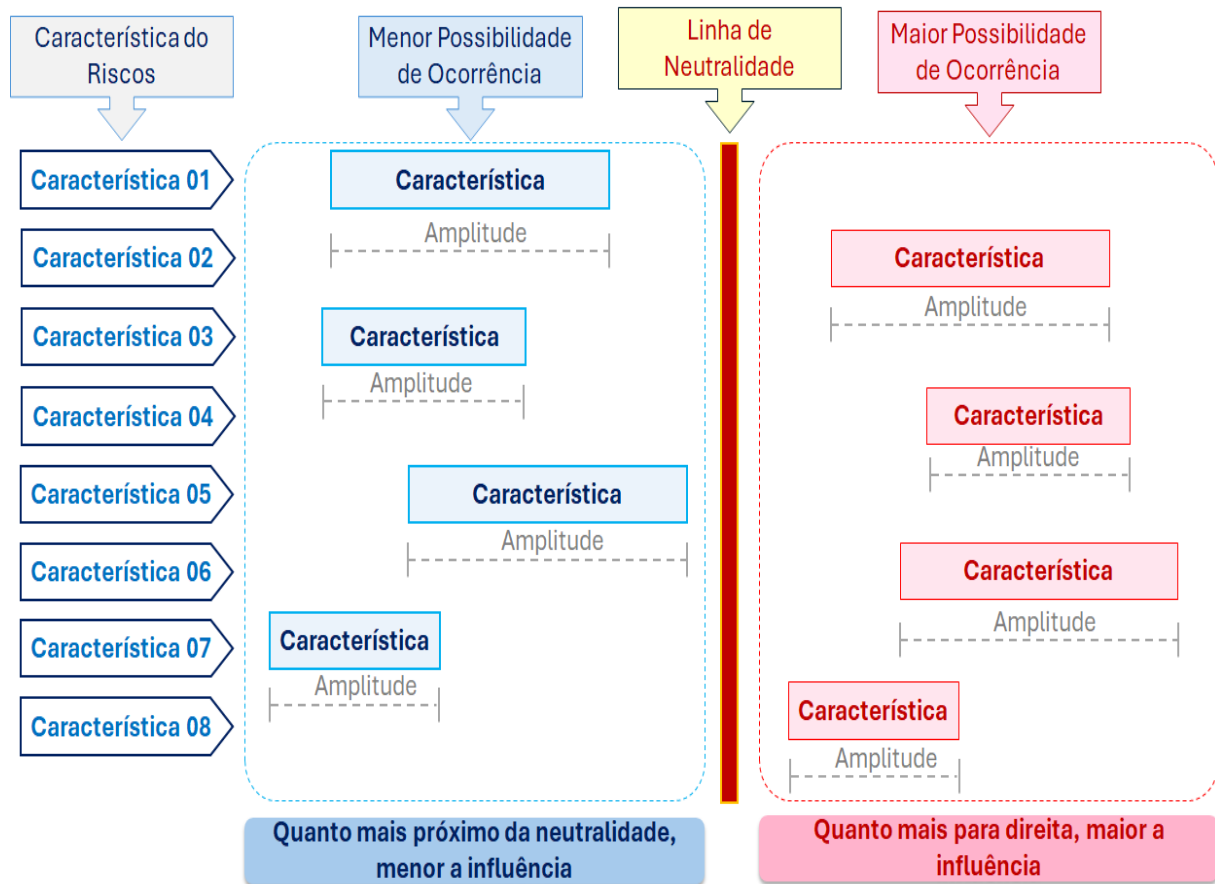 Característica do
Riscos
Menor Possibilidade
de Ocorrência
Linha de
Neutralidade
Maior Possibilidade
de Ocorrência
Característica 01
Característica
Amplitude
Característica 02
Característica
Amplitude
Característica 03
Característica
Amplitude
Característica 04
Característica
Amplitude
Característica 05
Característica
Amplitude
Característica 06
Característica
Amplitude
Característica 07
Característica
Amplitude
Característica 08
Característica
Amplitude
Quanto mais próximo da neutralidade,
menor a influência
Quanto mais para direita, maior a
influência